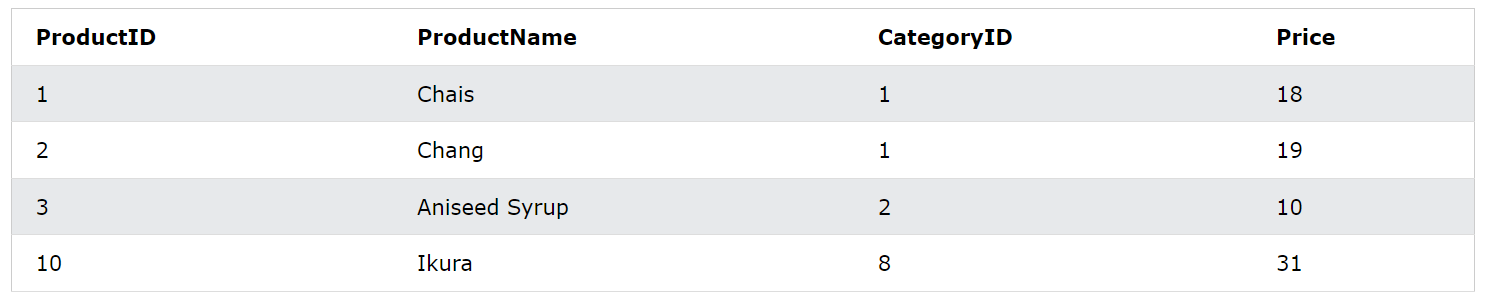 ProductID ProductName CategoryID Price
1 Chais 1 18
2 Chang 1 19
3 Aniseed Syrup 2 10
10 Ikura 8 31